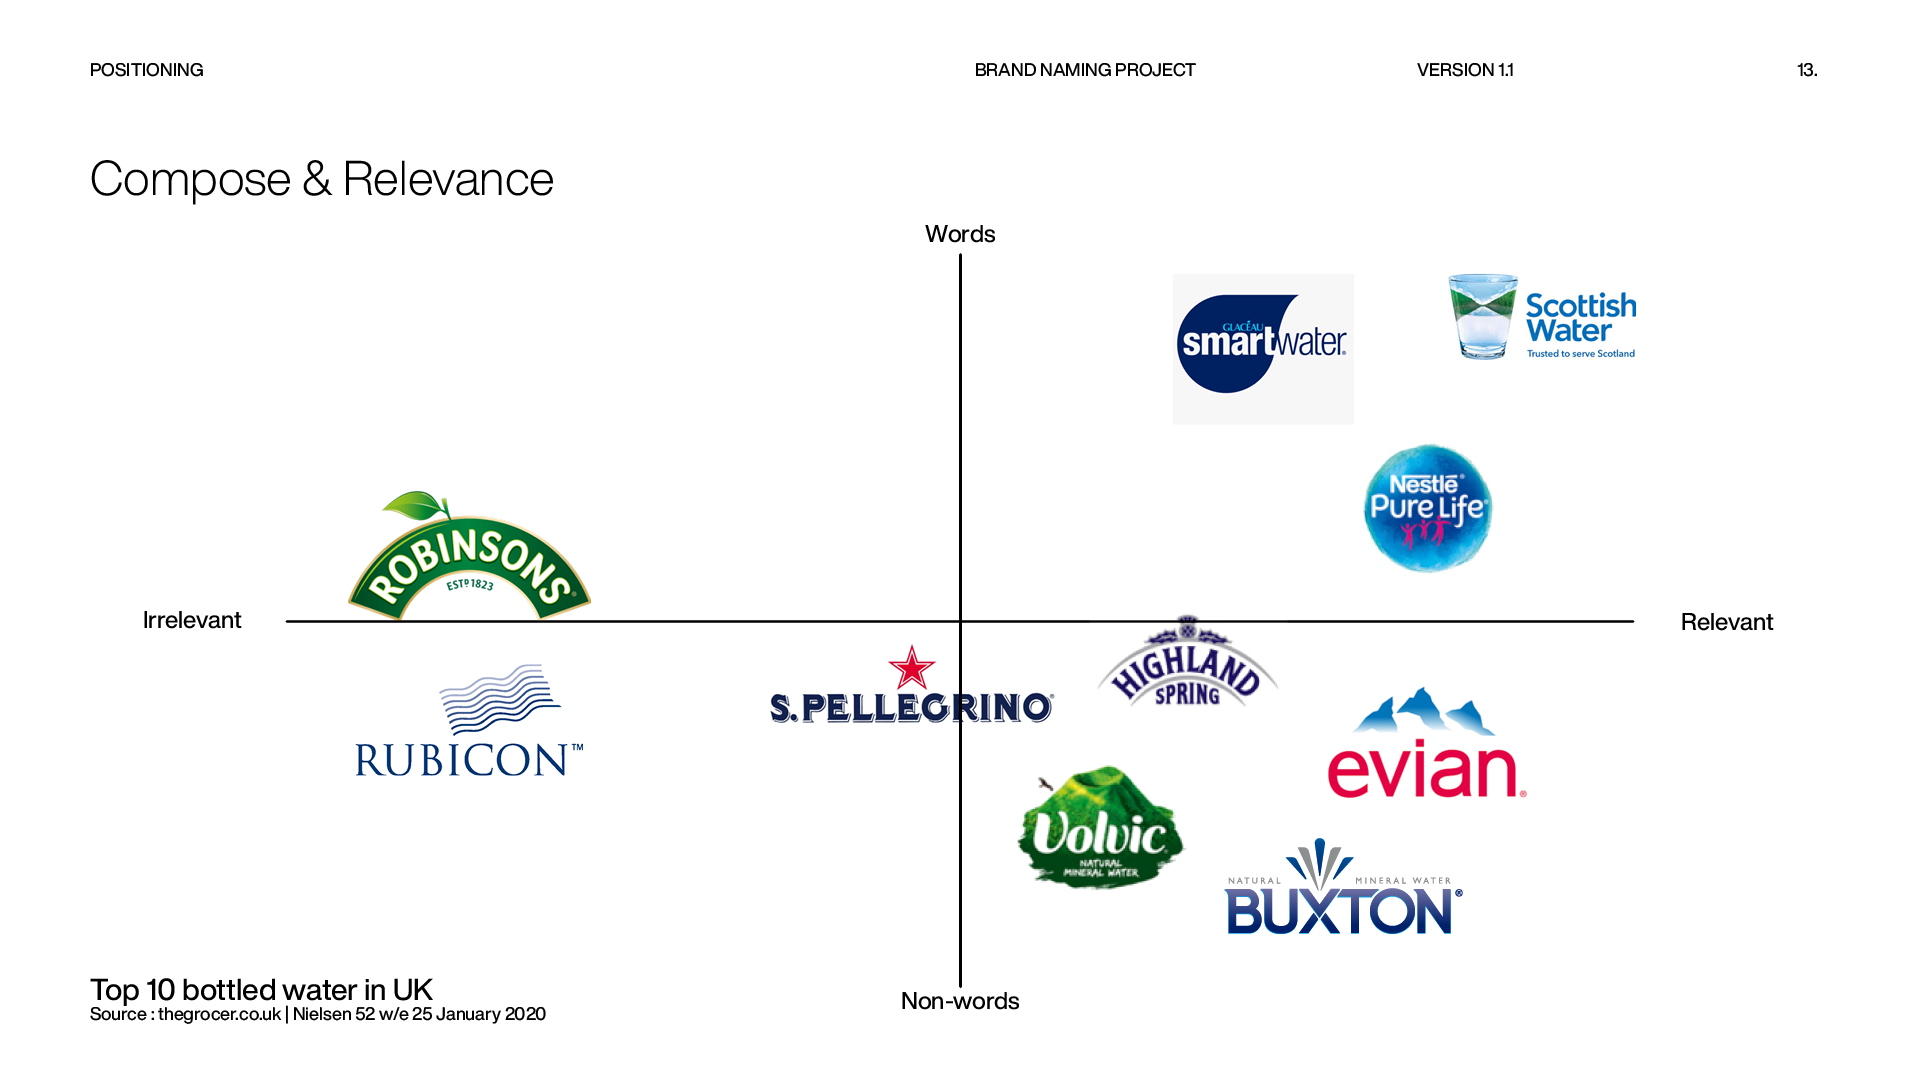 POSITIONING
BRAND NAMING PROJECT
VERSION 1.1
13.
Compose & Relevance
Words
GLACÉAU
smartwater®
Scottish
Water
Trusted to serve Scotland
Nestlé®
Pure Life®
ROBINSONS®
ESTD 1823
Irrelevant
Relevant
HIGHLAND
SPRING
S.PELLEGRINO®
RUBICON™
evian®
Volvic
NATURAL
MINERAL WATER
NATURAL MINERAL WATER
BUXTON®
Top 10 bottled water in UK
Source : thegrocer.co.uk | Nielsen 52 w/e 25 January 2020
Non-words